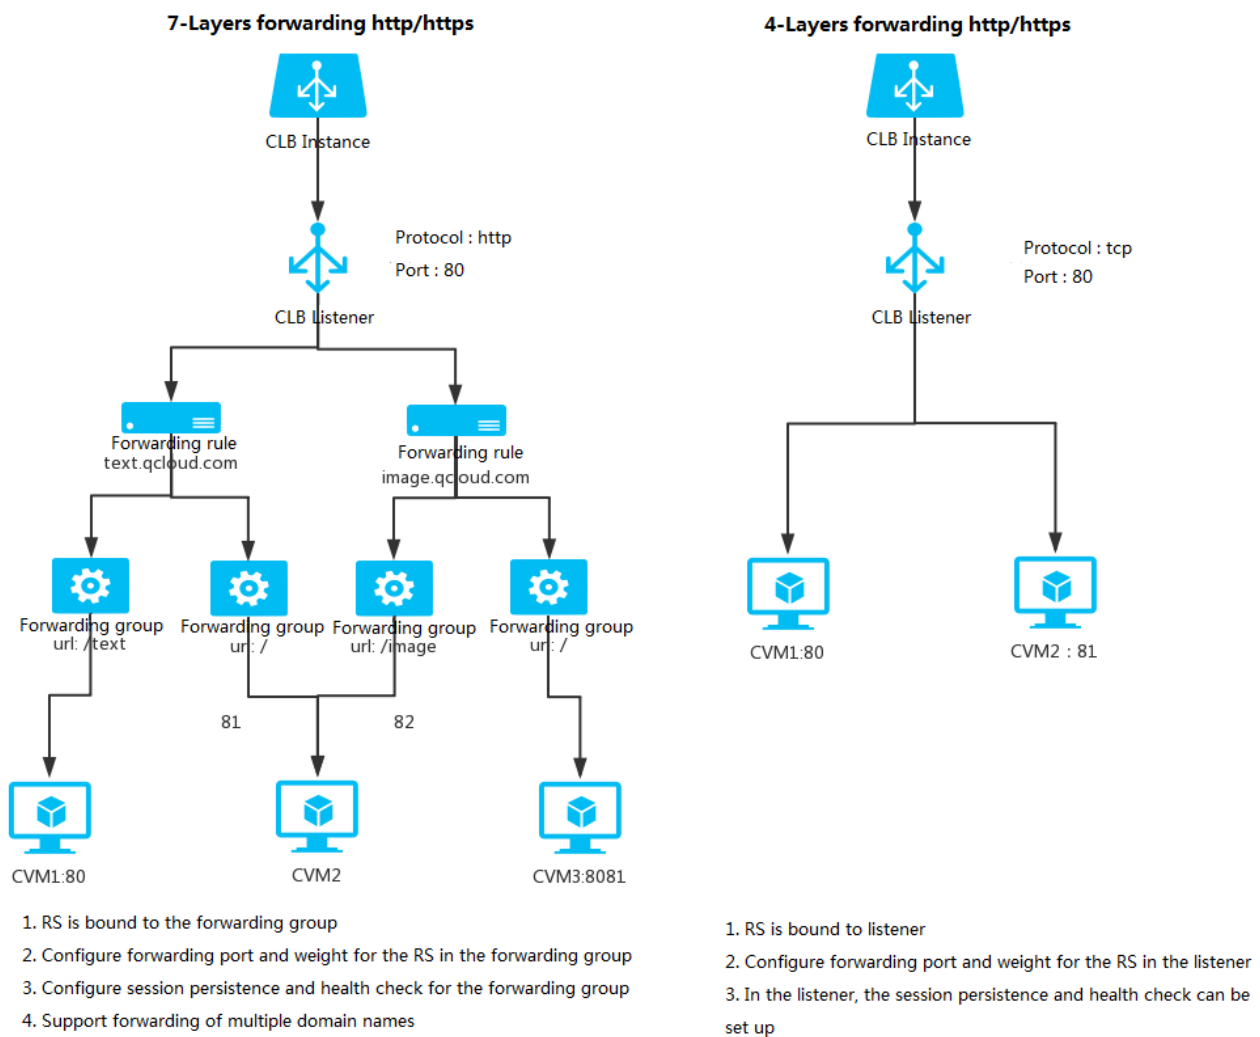 7-Layers forwarding http/https
CLB Instance
Protocol : http
Port : 80
CLB Listener
Forwarding rule
text.qcloud.com
Forwarding rule
image.qcloud.com
Forwarding group
url: /text
Forwarding group
url: /
Forwarding group
url: /image
Forwarding group
url: /
81
82
CVM1:80
CVM2
CVM3:8081
1. RS is bound to the forwarding group
2. Configure forwarding port and weight for the RS in the forwarding group
3. Configure session persistence and health check for the forwarding group
4. Support forwarding of multiple domain names
4-Layers forwarding http/https
CLB Instance
Protocol : tcp
Port : 80
CLB Listener
CVM1:80
CVM2 : 81
1. RS is bound to listener
2. Configure forwarding port and weight for the RS in the listener
3. In the listener, the session persistence and health check can be
set up